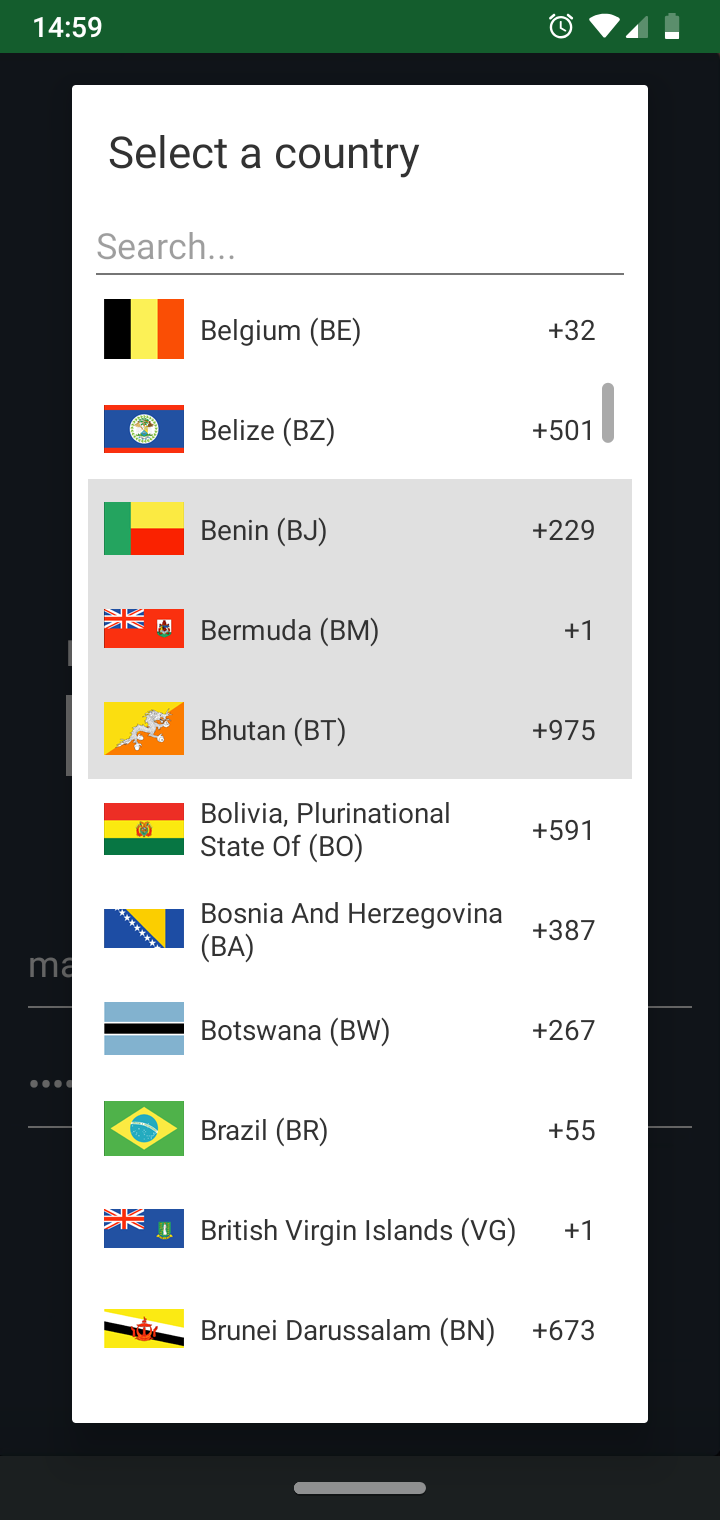 14:59
Select a country
Search...
Belgium (BE) +32
Belize (BZ) +501
Benin (BJ) +229
Bermuda (BM) +1
Bhutan (BT) +975
Bolivia, Plurinational
State Of (BO) +591
Bosnia And Herzegovina
(BA) +387
ma
Botswana (BW) +267
Brazil (BR) +55
British Virgin Islands (VG) +1
Brunei Darussalam (BN) +673